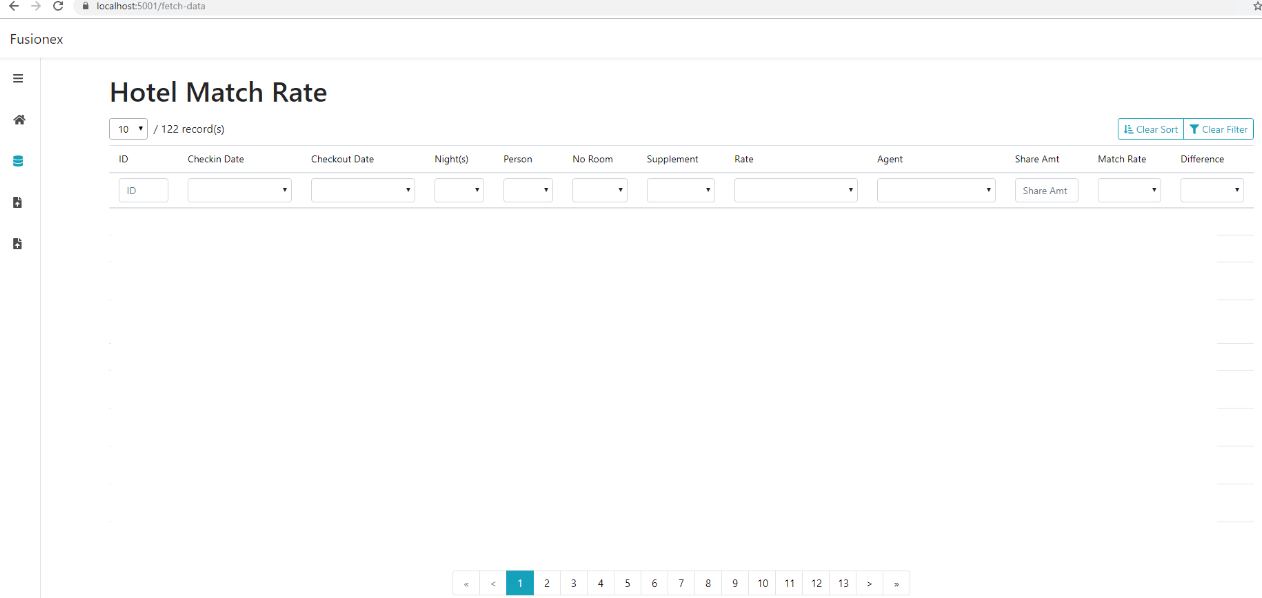 localhost:5001/fetch-data
Fusionex
Hotel Match Rate
10 / 122 record(s) Clear Sort Clear Filter
ID Checkin Date Checkout Date Night(s) Person No Room Supplement Rate Agent Share Amt Match Rate Difference
ID Share Amt
« < 1 2 3 4 5 6 7 8 9 10 11 12 13 > »